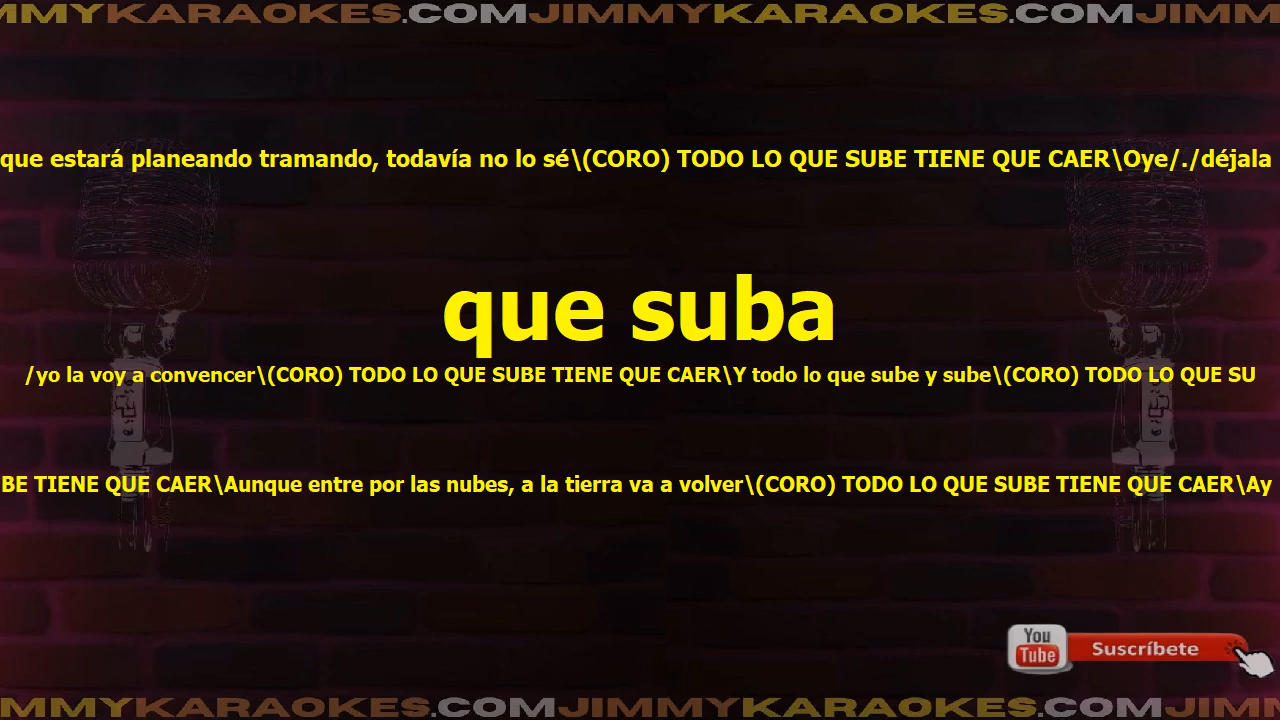 JIMMYKARAOKES.COMJIMMYKARAOKES.COMJIMM
que estará planeando tramando, todavía no lo sé\(CORO) TODO LO QUE SUBE TIENE QUE CAER\Oye/./déjala
que suba
/yo la voy a convencer\(CORO) TODO LO QUE SUBE TIENE QUE CAER\Y todo lo que sube y sube\(CORO) TODO LO QUE SU
BE TIENE QUE CAER\Aunque entre por las nubes, a la tierra va a volver\(CORO) TODO LO QUE SUBE TIENE QUE CAER\Ay
You
Tube
Suscríbete
MMYKARAOKES.COMJIMMYKARAOKES.COMJIMMY